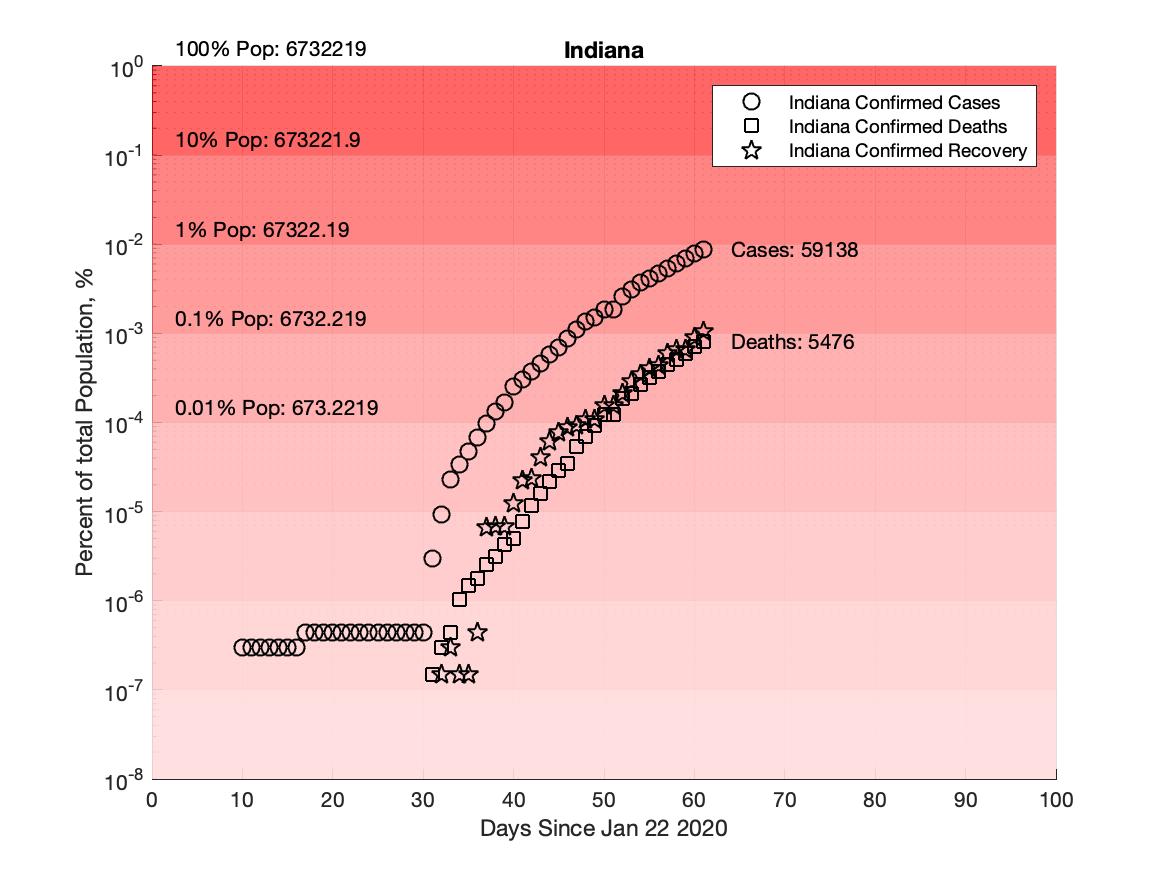 100% Pop: 6732219
Indiana
10^0
Indiana Confirmed Cases
Indiana Confirmed Deaths
Indiana Confirmed Recovery
10% Pop: 673221.9
10^-1
1% Pop: 67322.19
10^-2
Cases: 59138
0.1% Pop: 6732.219
10^-3
Deaths: 5476
0.01% Pop: 673.2219
10^-4
10^-5
10^-6
10^-7
10^-8
Percent of total Population, %
0 10 20 30 40 50 60 70 80 90 100
Days Since Jan 22 2020